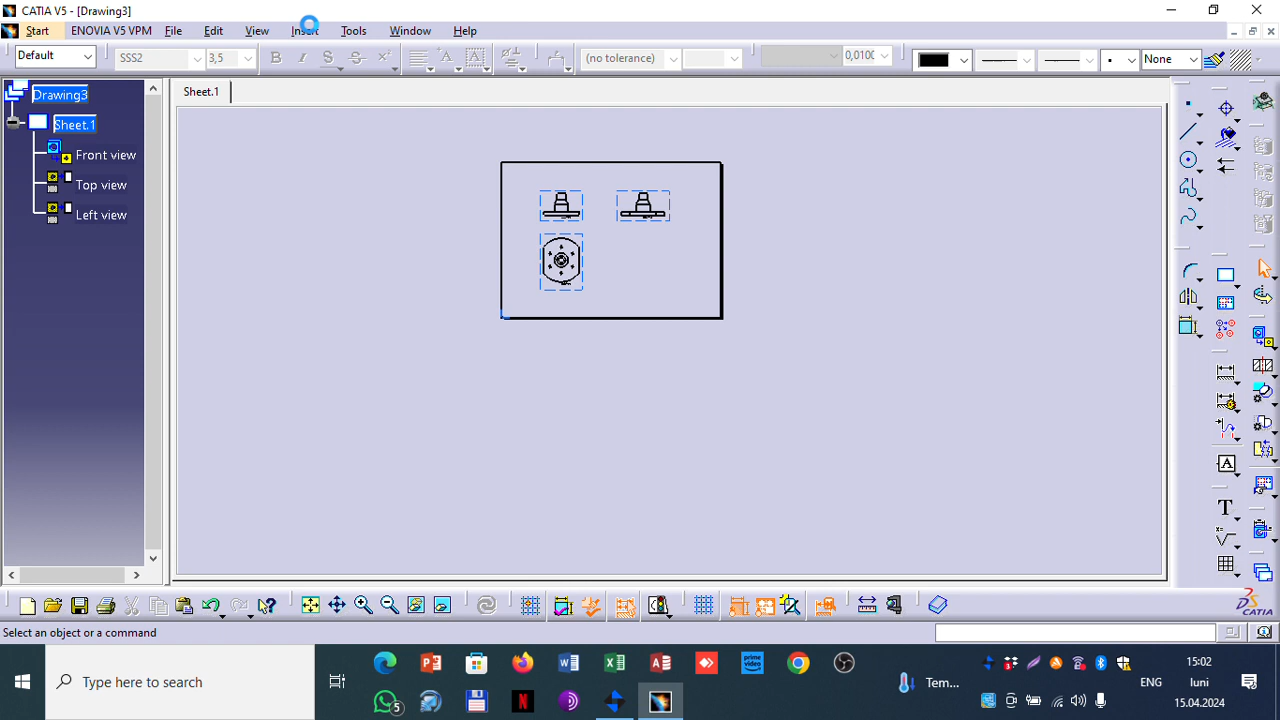 CATIA V5 - [Drawing3]
Start ENOVIA V5 VPM File Edit View Insert Tools Window Help
Default SSS2 3,5 B I S (no tolerance) 0,0100 None
Drawing3
Sheet.1
Front view
Top view
Left view
Sheet.1
CATIA
Select an object or a command
Type here to search
5
Tem...
ENG
15:02
luni
15.04.2024